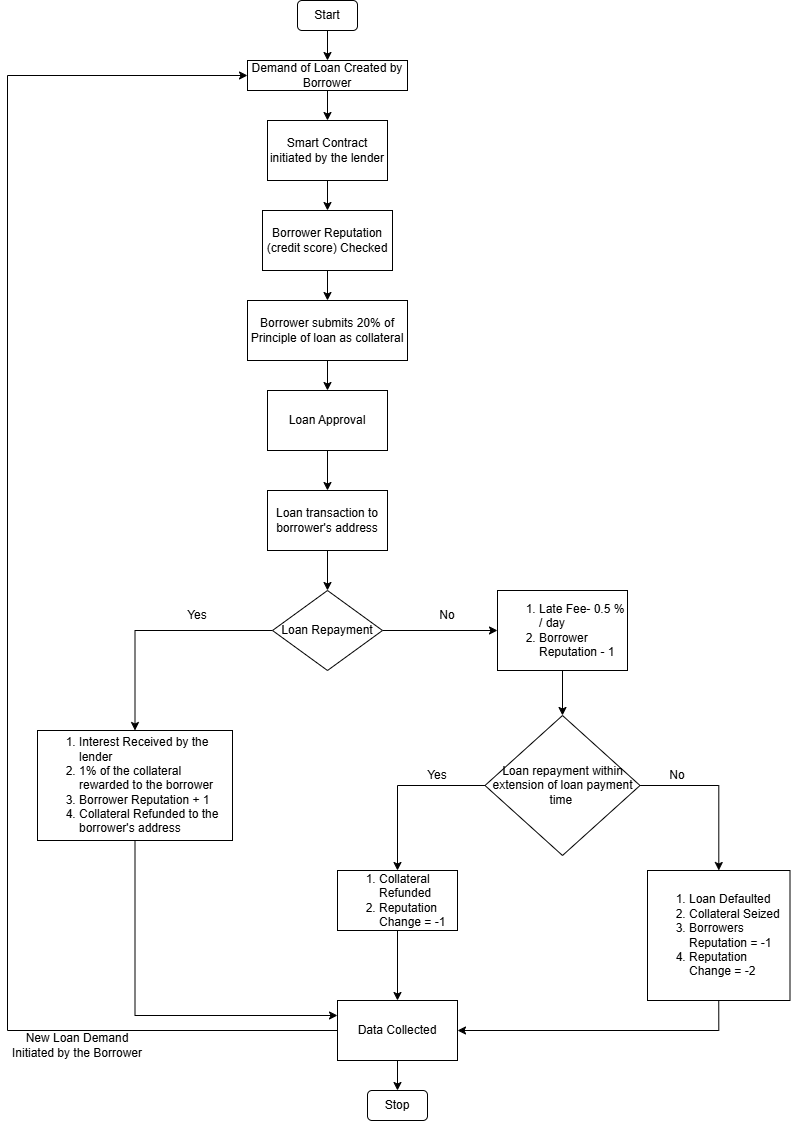 Start
Demand of Loan Created by
Borrower
Smart Contract
initiated by the lender
Borrower Reputation
(credit score) Checked
Borrower submits 20% of
Principle of loan as collateral
Loan Approval
Loan transaction to
borrower's address
Yes
Loan Repayment
No
1. Late Fee- 0.5 %
/ day
2. Borrower
Reputation - 1
1. Interest Received by the
lender
2. 1% of the collateral
rewarded to the borrower
3. Borrower Reputation + 1
4. Collateral Refunded to the
borrower's address
Yes
Loan repayment within
extension of loan payment
time
No
1. Collateral
Refunded
2. Reputation
Change = -1
1. Loan Defaulted
2. Collateral Seized
3. Borrowers
Reputation = -1
4. Reputation
Change = -2
Data Collected
New Loan Demand
Initiated by the Borrower
Stop